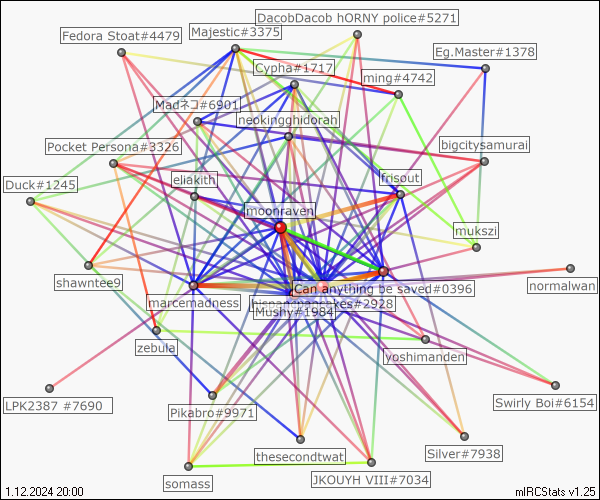 DacobDacob hORNY police#5271
Fedora Stoat#4479
Majestic#3375
Eg.Master#1378
Cypha#1717
ming#4742
Madネコ#6901
neokingghidorah
Pocket Persona#3326
bigcitysamurai
Duck#1245
eliakith
frisout
moonraven
mukszi
shawntee9
normalwan
Can anything be saved#0396
marcemadness
Mushy#1984
zebula
yoshimanden
LPK2387 #7690
Swirly Boi#6154
Pikabro#9971
thesecondtwat
Silver#7938
somass
JKOUYH VIII#7034
1.12.2024 20:00
mIRCStats v1.25